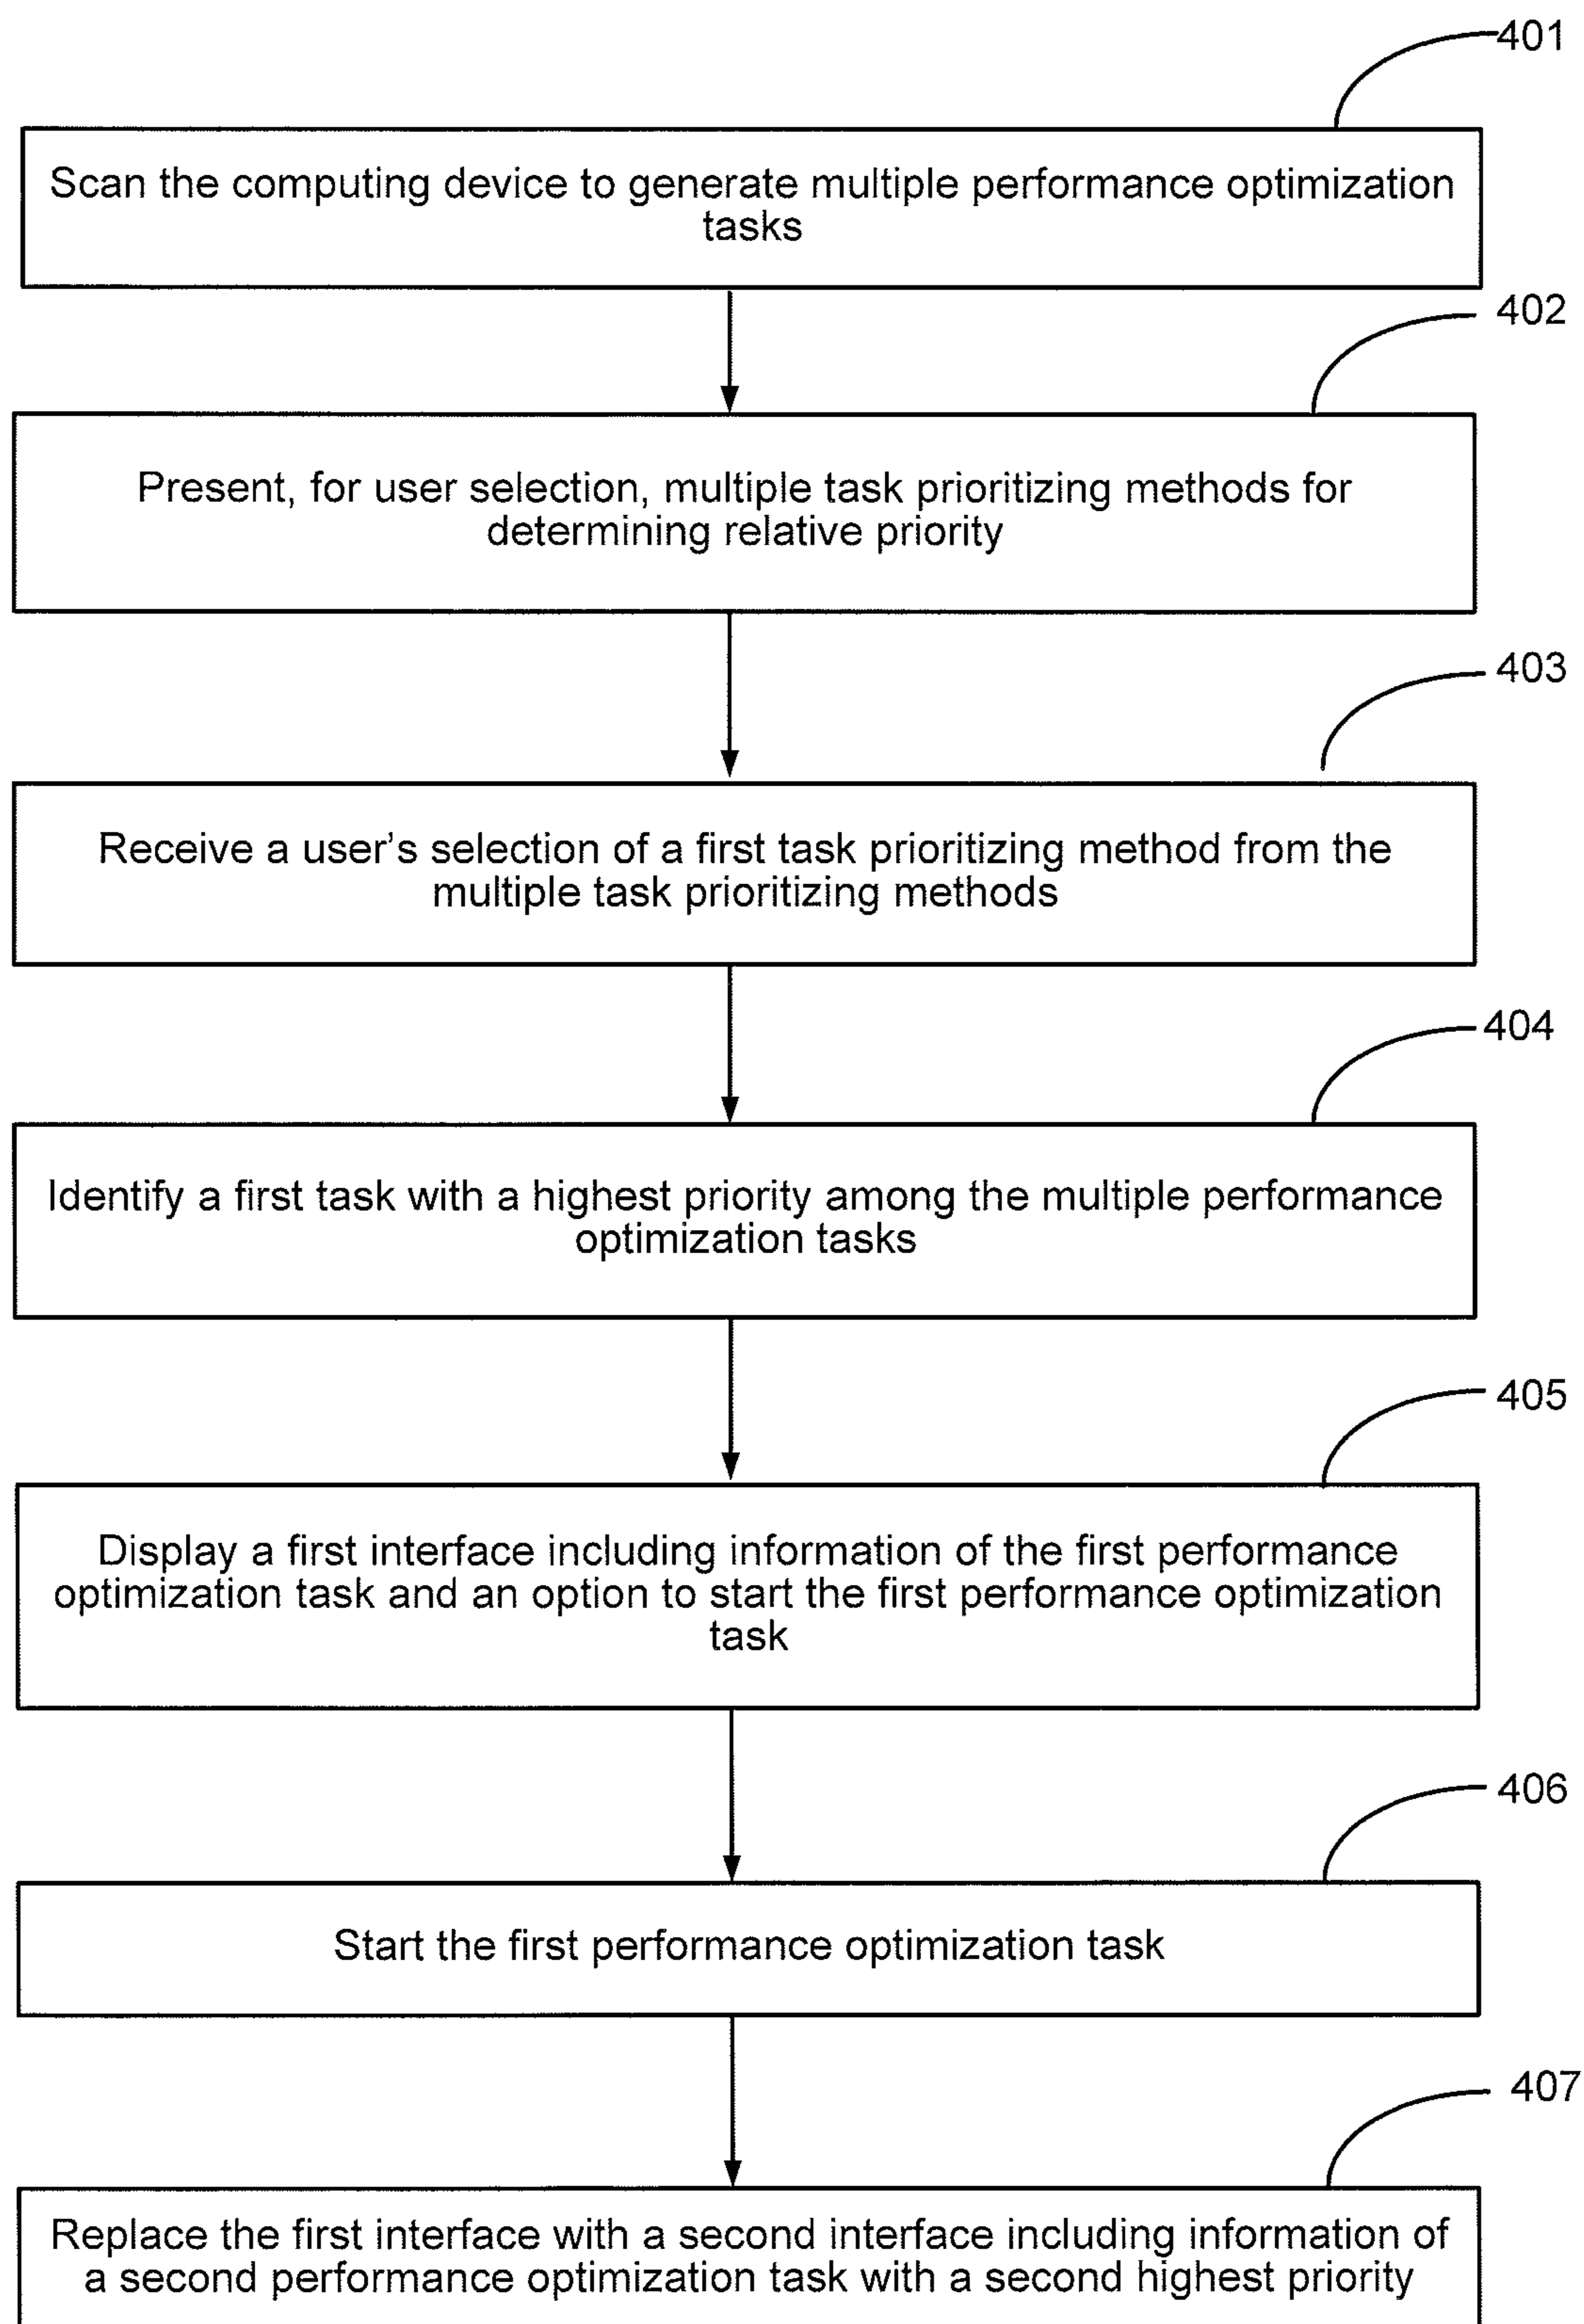 401
Scan the computing device to generate multiple performance optimization
tasks
402
Present, for user selection, multiple task prioritizing methods for
determining relative priority
403
Receive a user’s selection of a first task prioritizing method from the
multiple task prioritizing methods
404
Identify a first task with a highest priority among the multiple performance
optimization tasks
405
Display a first interface including information of the first performance
optimization task and an option to start the first performance optimization
task
406
Start the first performance optimization task
407
Replace the first interface with a second interface including information of
a second performance optimization task with a second highest priority